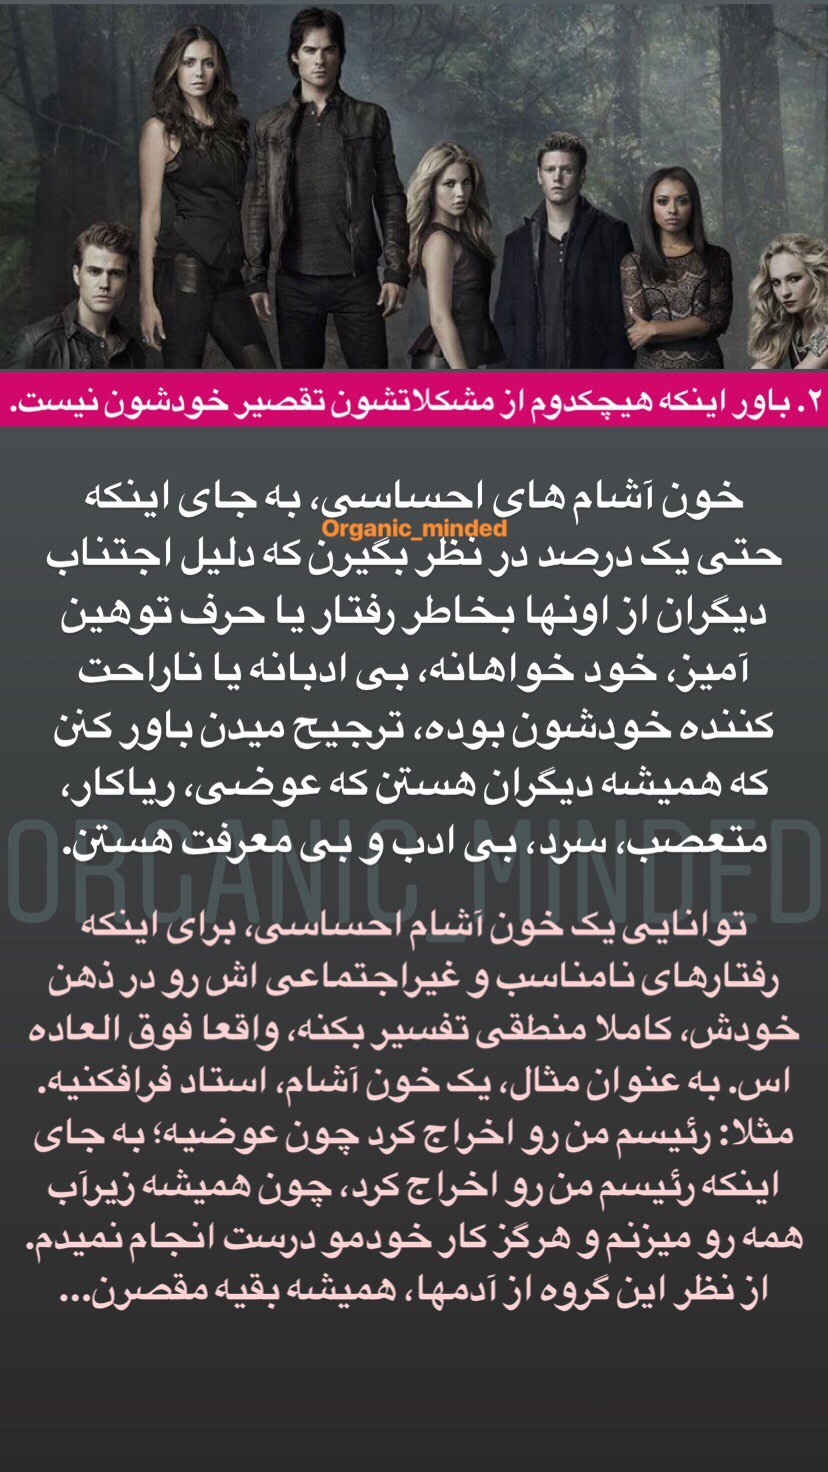 ۲. باور اینکه هیچکدوم از مشکلاتشون تقصیر خودشون نیست.
خون آشام های احساسی، به جای اینکه
Organic_minded
حتی یک درصد در نظر بگیرن که دلیل اجتناب
دیگران از اونها بخاطر رفتار یا حرف توهین
آمیز، خود خواهانه، بی ادبانه یا ناراحت
کننده خودشون بوده، ترجیح میدن باور کنن
که همیشه دیگران هستن که عوضی، ریاکار،
متعصب، سرد، بی ادب و بی معرفت هستن.
ORGANIC_MINDED
توانایی یک خون آشام احساسی، برای اینکه
رفتارهای نامناسب و غیراجتماعی اش رو در ذهن
خودش، کاملا منطقی تفسیر بکنه، واقعا فوق العاده
اس. به عنوان مثال، یک خون آشام، استاد فرافکنیه.
مثلا: رئیسم من رو اخراج کرد چون عوضیه؛ به جای
اینکه رئیسم من رو اخراج کرد، چون همیشه زیرآب
همه رو میزنم و هرگز کار خودمو درست انجام نمیدم.
از نظر این گروه از آدمها، همیشه بقیه مقصرن...